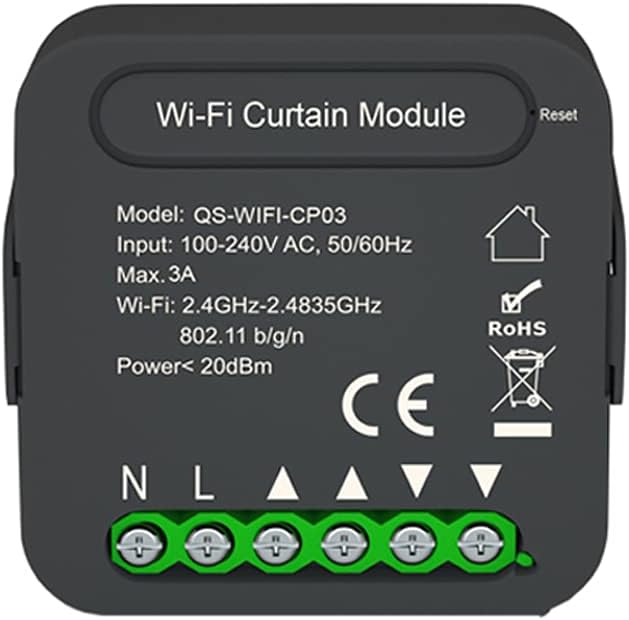 Wi-Fi Curtain Module
Reset
Model: QS-WIFI-CP03
Input: 100-240V AC, 50/60Hz
Max. 3A
Wi-Fi: 2.4GHz-2.4835GHz
802.11 b/g/n
Power< 20dBm
RoHS
CE
N L